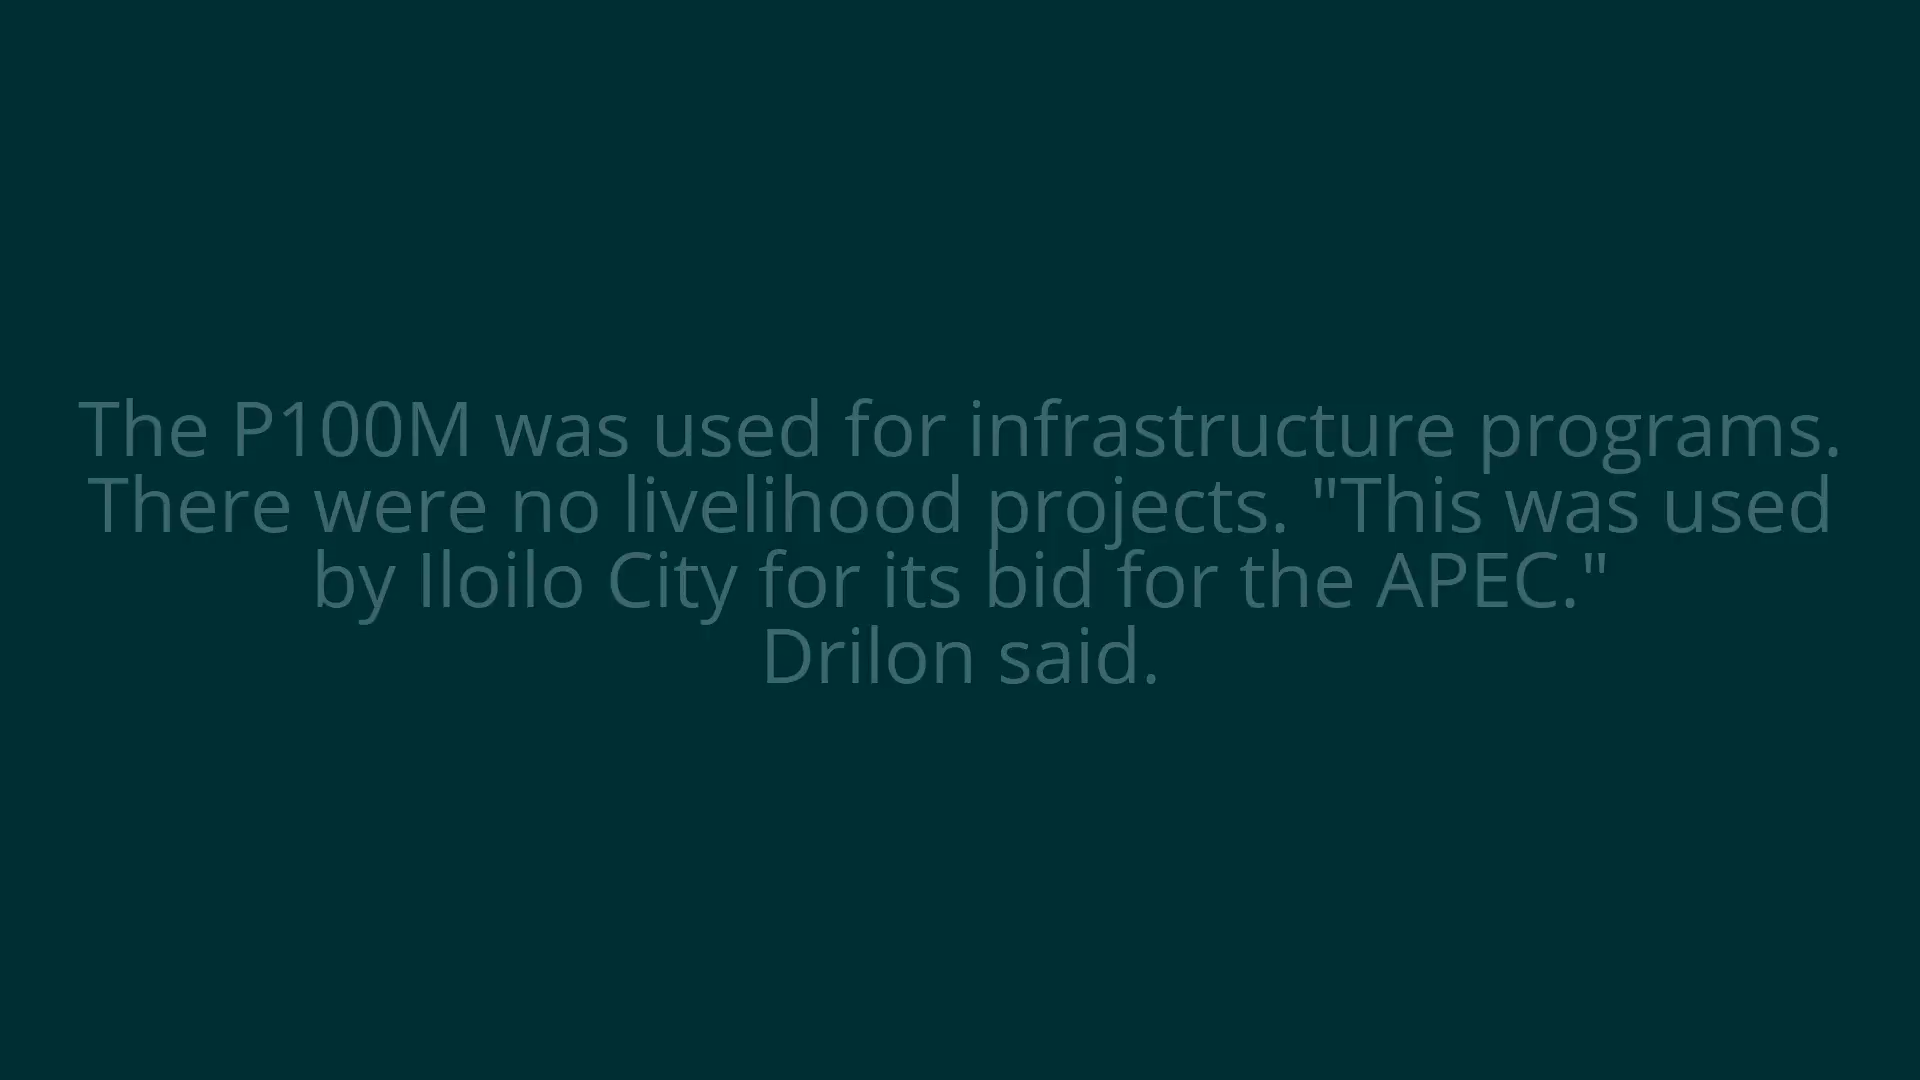 The P100M was used for infrastructure programs.
There were no livelihood projects. "This was used
by Iloilo City for its bid for the APEC."
Drilon said.